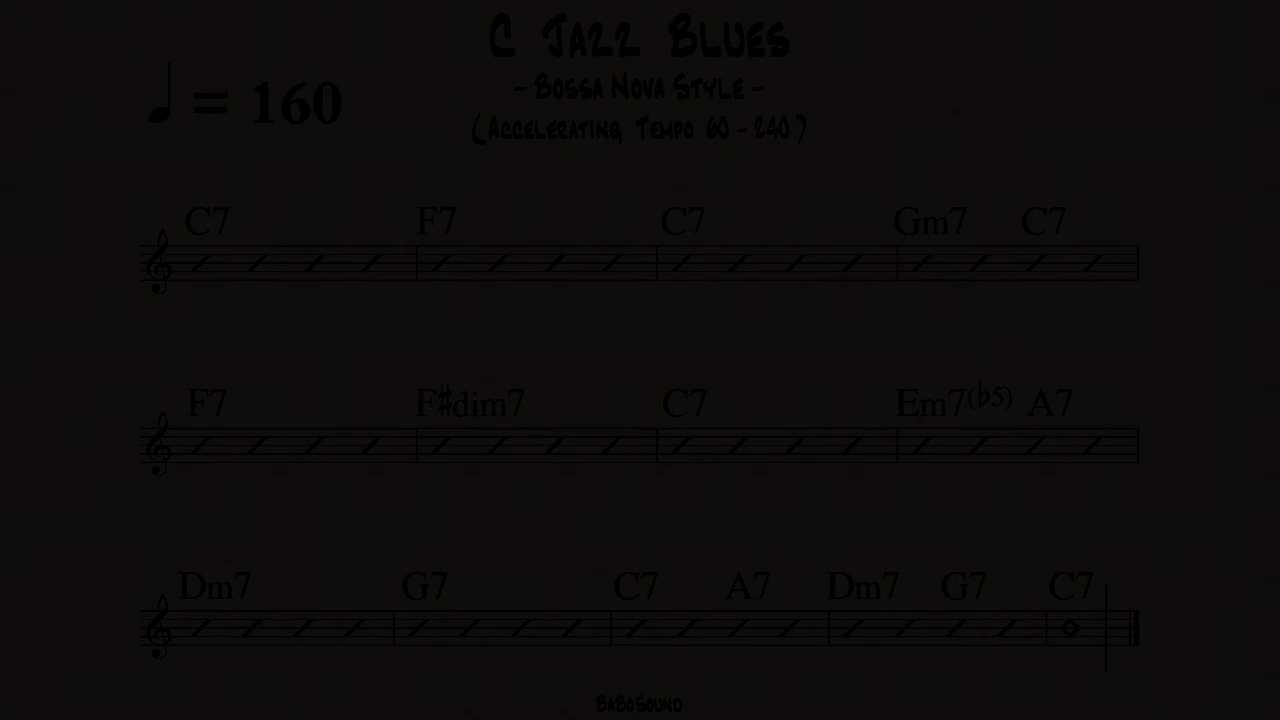 C Jazz Blues
- Bossa Nova Style -
♩ = 160
(Accelerating Tempo 60 - 240)
C7 F7 C7 Gm7 C7
F7 F#dim7 C7 Em7(b5) A7
Dm7 G7 C7 A7 Dm7 G7 C7
BaBoSound